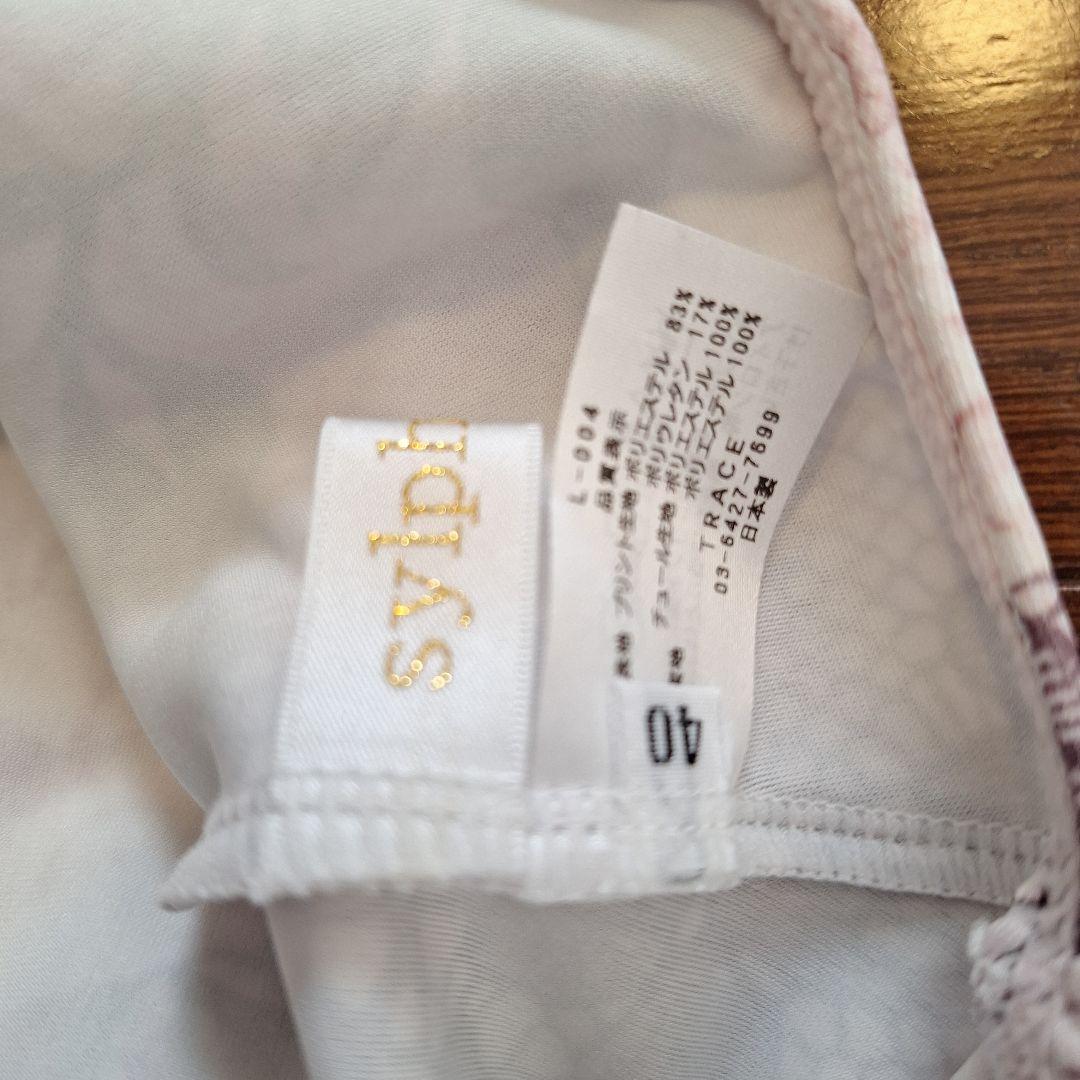 sylph
L-004
品質表示
表地 プリント生地 ポリエステル 83%
ポリウレタン 17%
チュール生地 ポリエステル 100%
ポリエステル 100%
TRACE
03-6427-7699
日本製
40